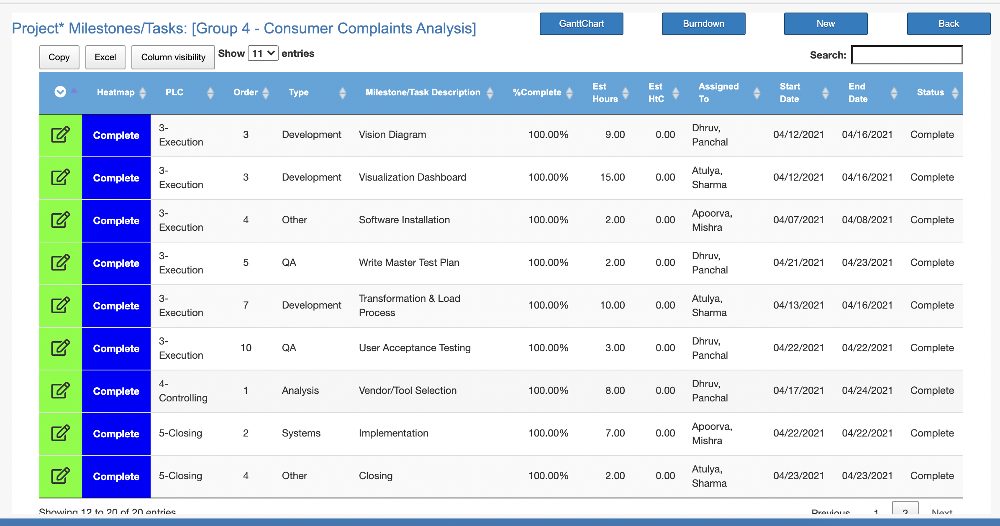 Project* Milestones/Tasks: [Group 4 - Consumer Complaints Analysis]
GanttChart Burndown New Back
Copy Excel Column visibility Show 11 entries Search:
Heatmap PLC Order Type Milestone/Task Description %Complete Est Hours Est HtC Assigned To Start Date End Date Status
Complete 3-Execution 3 Development Vision Diagram 100.00% 9.00 0.00 Dhruv, Panchal 04/12/2021 04/16/2021 Complete
Complete 3-Execution 3 Development Visualization Dashboard 100.00% 15.00 0.00 Atulya, Sharma 04/12/2021 04/16/2021 Complete
Complete 3-Execution 4 Other Software Installation 100.00% 2.00 0.00 Apoorva, Mishra 04/07/2021 04/08/2021 Complete
Complete 3-Execution 5 QA Write Master Test Plan 100.00% 2.00 0.00 Dhruv, Panchal 04/21/2021 04/23/2021 Complete
Complete 3-Execution 7 Development Transformation & Load Process 100.00% 10.00 0.00 Atulya, Sharma 04/13/2021 04/16/2021 Complete
Complete 3-Execution 10 QA User Acceptance Testing 100.00% 3.00 0.00 Dhruv, Panchal 04/22/2021 04/22/2021 Complete
Complete 4-Controlling 1 Analysis Vendor/Tool Selection 100.00% 8.00 0.00 Dhruv, Panchal 04/17/2021 04/24/2021 Complete
Complete 5-Closing 2 Systems Implementation 100.00% 7.00 0.00 Apoorva, Mishra 04/22/2021 04/22/2021 Complete
Complete 5-Closing 4 Other Closing 100.00% 2.00 0.00 Atulya, Sharma 04/23/2021 04/23/2021 Complete
Showing 12 to 20 of 20 entries Previous 1 2 Next